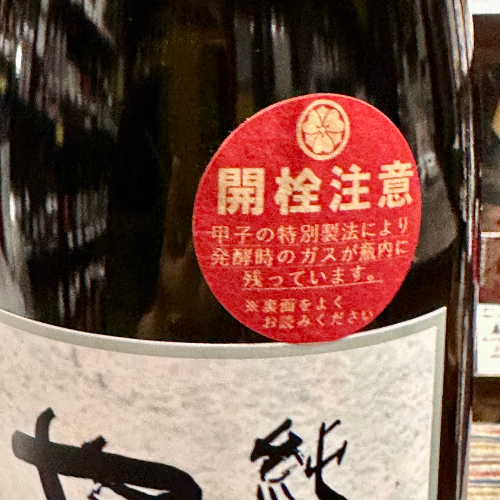 開栓注意
甲子の特別製法により
発酵時のガスが瓶内に
残っています。
※裏面をよく
お読みください
純